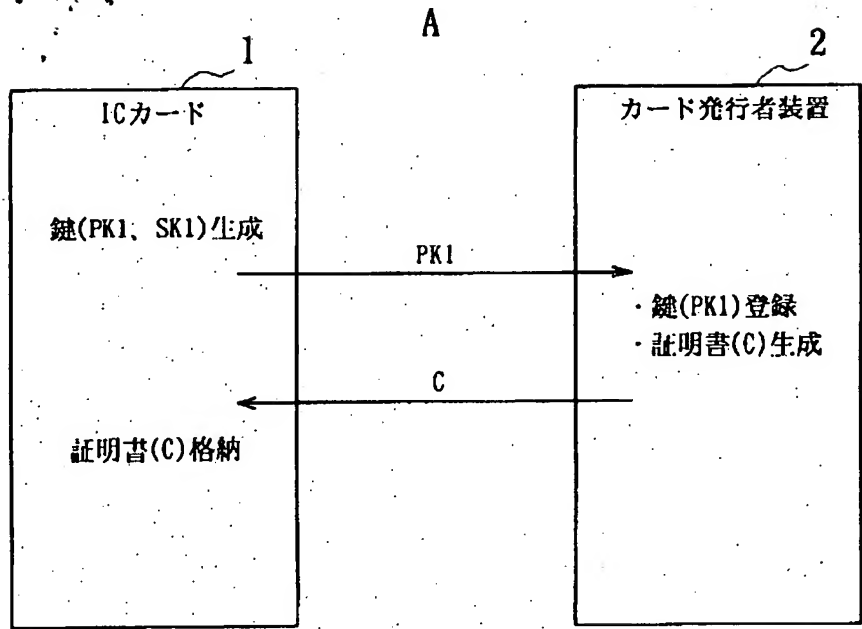 A
1
2
ICカード
カード発行者装置
鍵(PK1、SK1)生成
PK1
・鍵(PK1)登録
・証明書(C)生成
C
証明書(C)格納